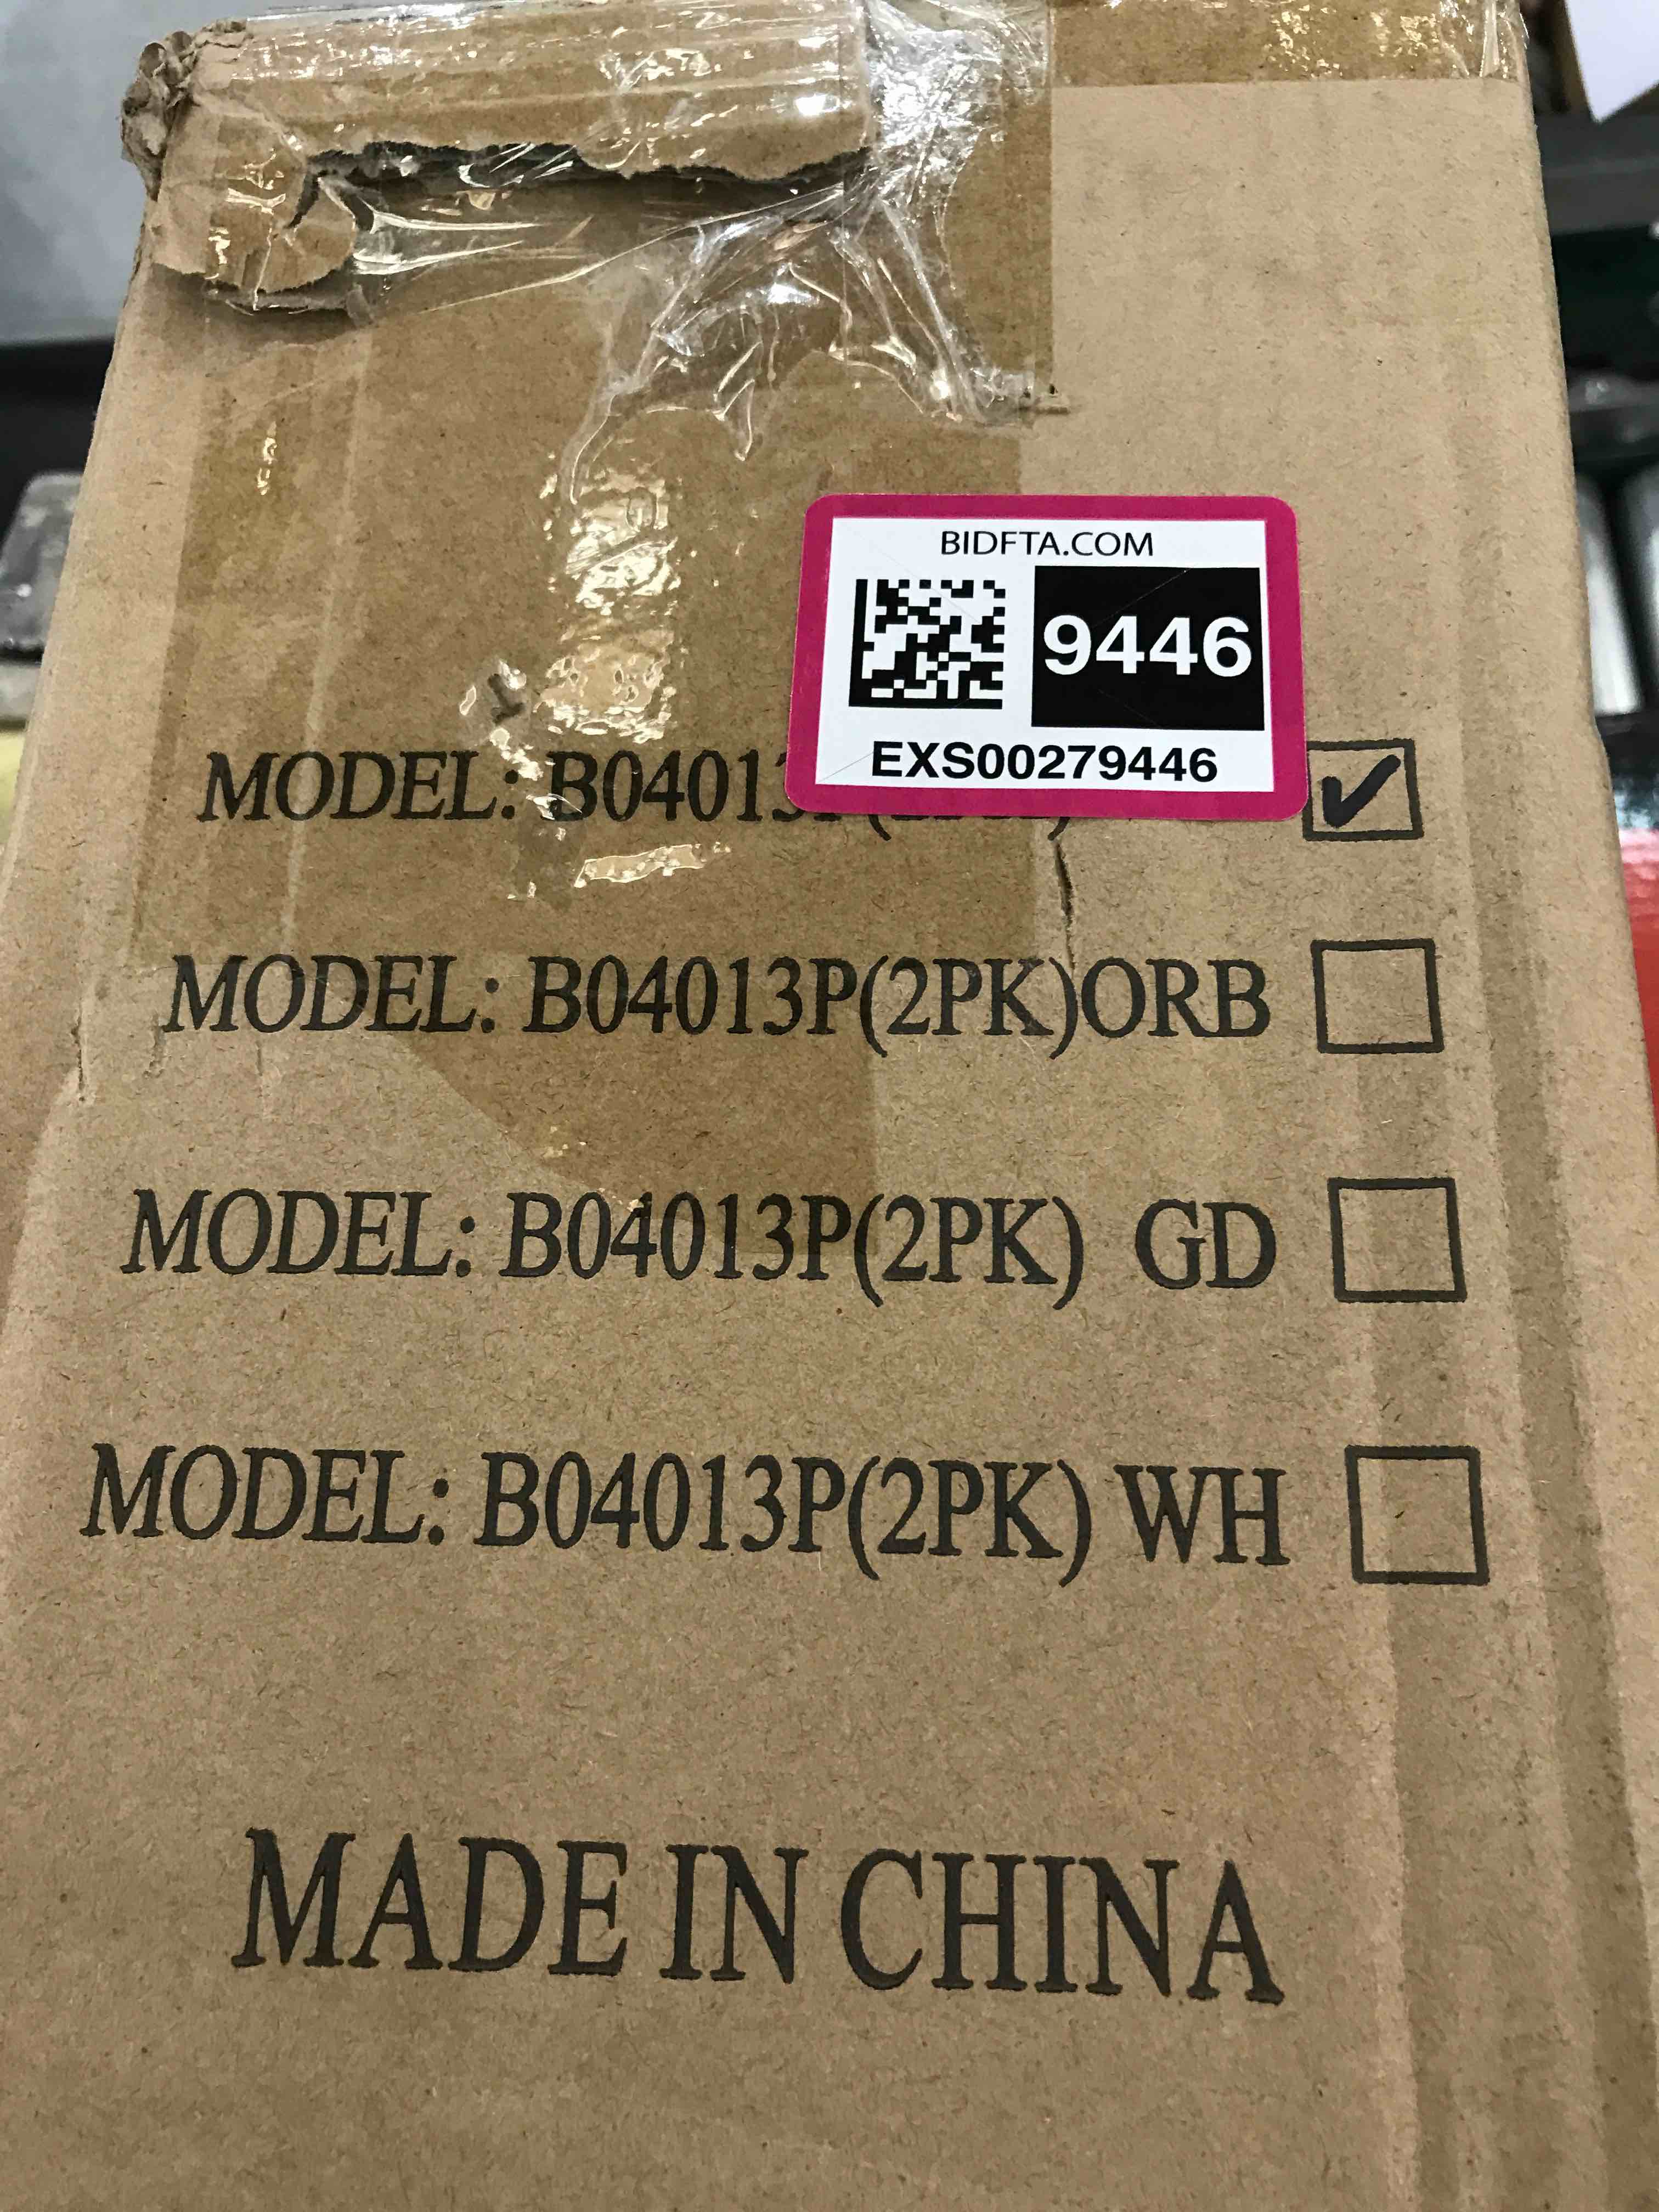 BIDFTA.COM
9446
EXS00279446
MODEL:
MODEL: B04013P(2PK)ORB
MODEL: B04013P(2PK) GD
MODEL: B04013P(2PK) WH
MADE IN CHINA